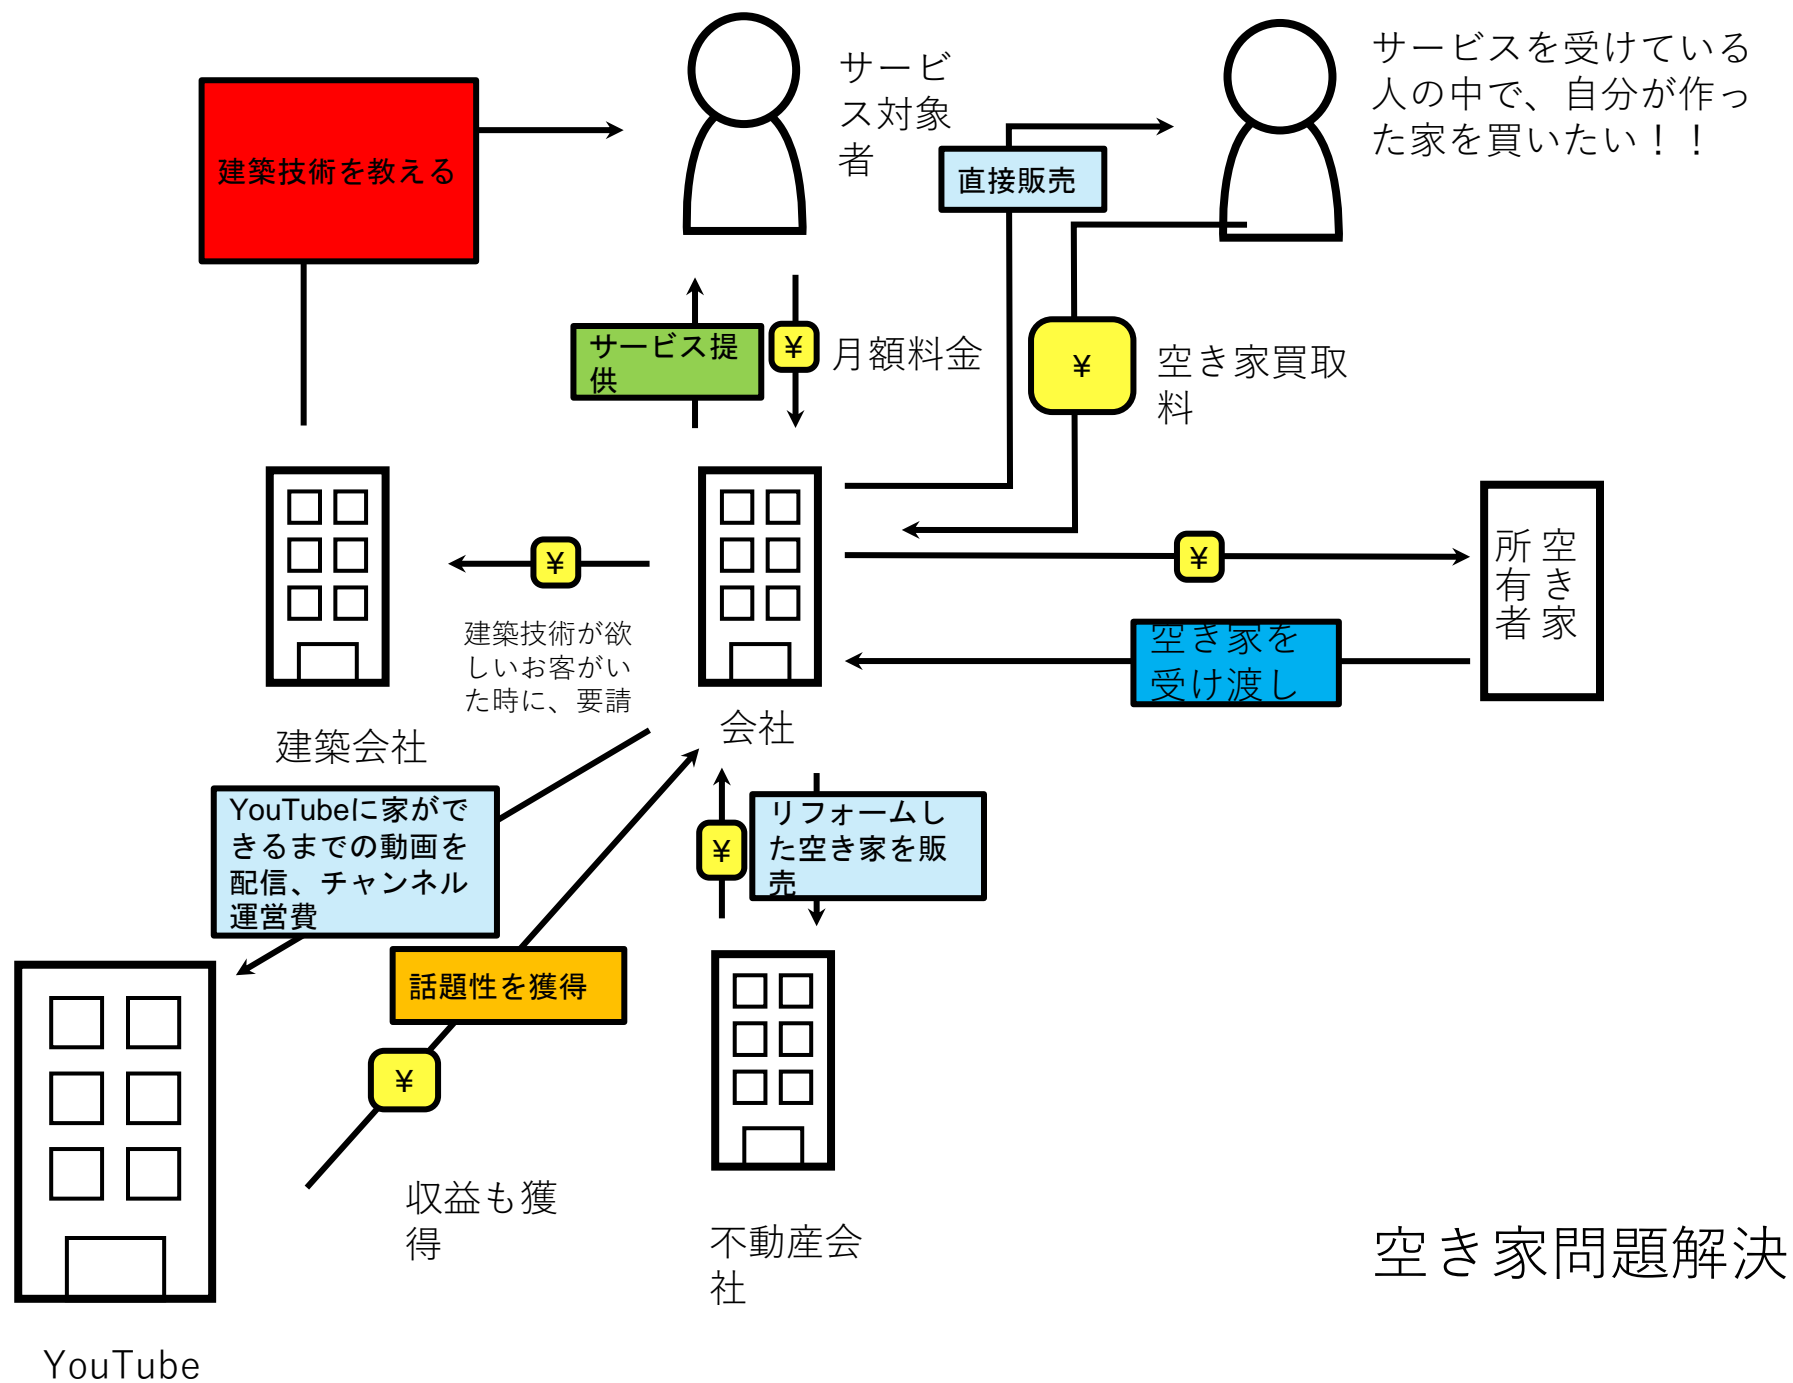 サービ
ス対象
者
サービスを受けている
人の中で、自分が作っ
た家を買いたい！！
建築技術を教える
直接販売
サービス提
供
¥
月額料金
¥
空き家買取
料
¥
建築技術が欲
しいお客がい
た時に、要請
¥
空き家
所有者
空き家を
受け渡し
建築会社
会社
YouTubeに家がで
きるまでの動画を
配信、チャンネル
運営費
¥
リフォームし
た空き家を販
売
話題性を獲得
¥
収益も獲
得
不動産会
社
空き家問題解決
YouTube